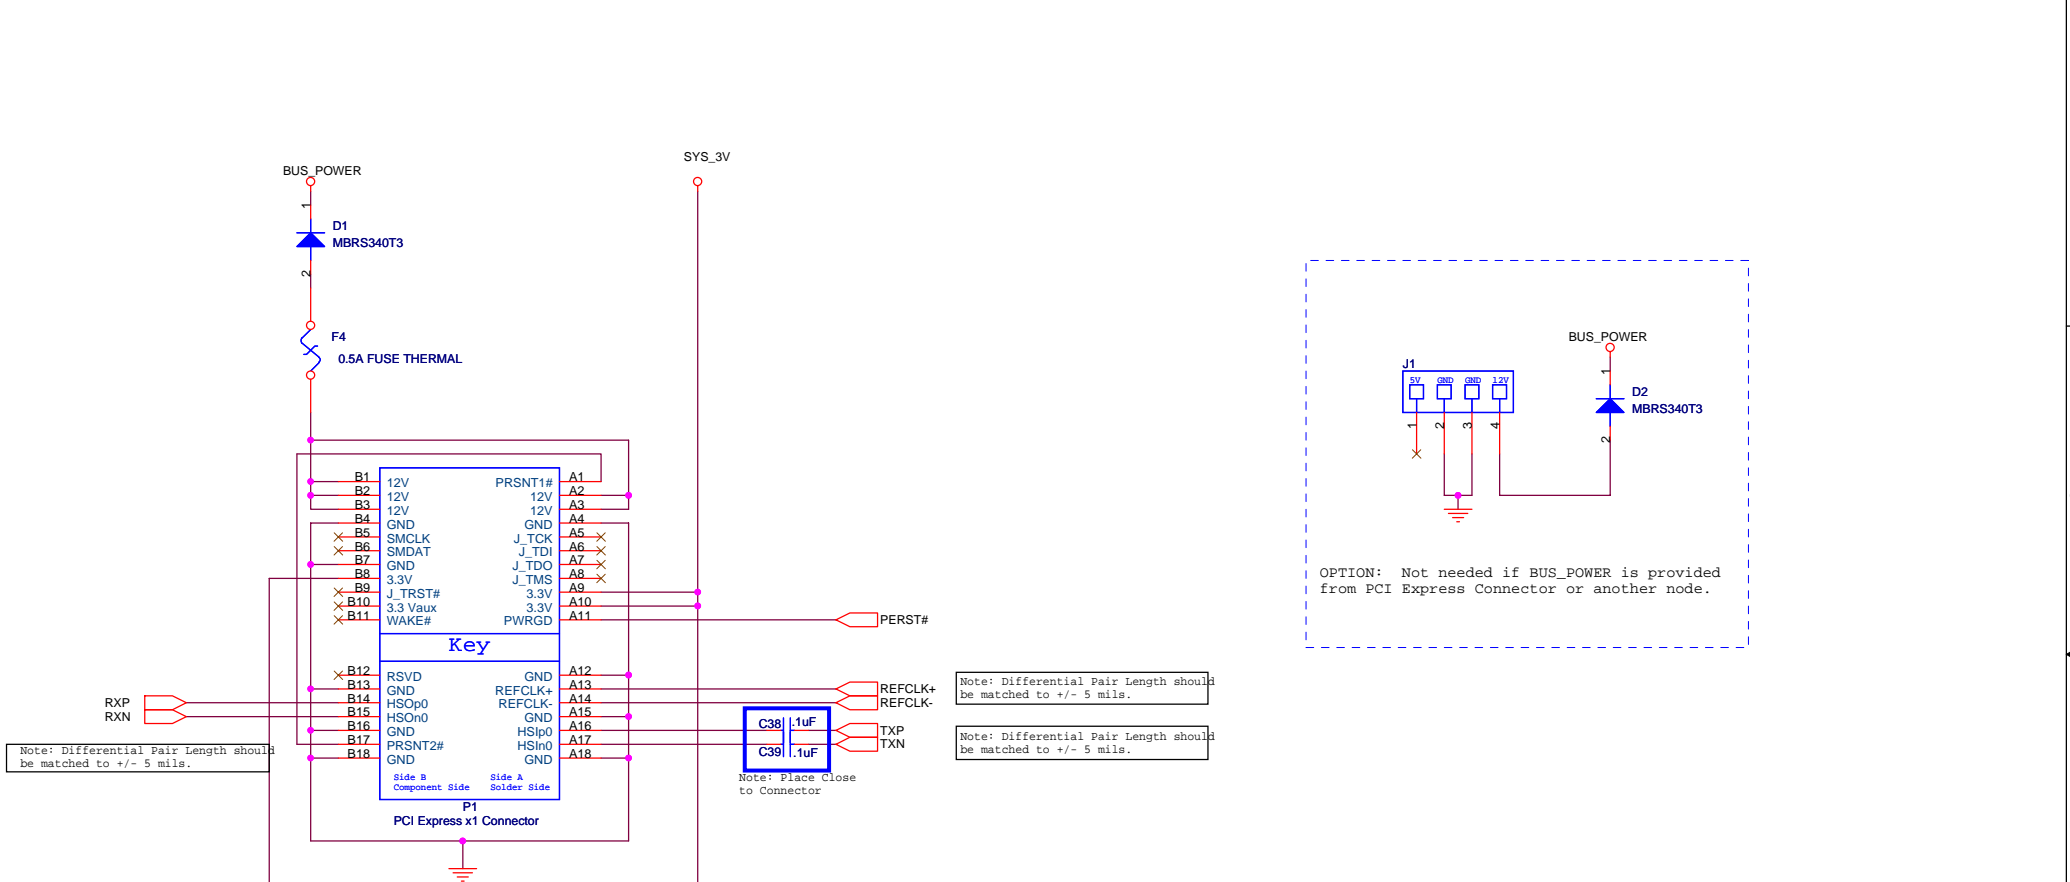 SYS_3V
BUS_POWER
1
D1
MBRS340T3
2
F4
0.5A FUSE THERMAL
B1 12V PRSNT1# A1
B2 12V 12V A2
B3 12V 12V A3
B4 GND GND A4
B5 SMCLK J_TCK A5
B6 SMDAT J_TDI A6
B7 GND J_TDO A7
B8 3.3V J_TMS A8
B9 J_TRST# 3.3V A9
B10 3.3 Vaux 3.3V A10
B11 WAKE# PWRGD A11 PERST#
Key
B12 RSVD GND A12
B13 GND REFCLK+ A13 REFCLK+
RXP B14 HSOp0 REFCLK- A14 REFCLK-
RXN B15 HSOn0 GND A15
B16 GND HSIp0 A16 C38 .1uF TXP
B17 PRSNT2# HSIn0 A17 C39 .1uF TXN
B18 GND GND A18
Side B Side A
Component Side Solder Side
P1
PCI Express x1 Connector
Note: Differential Pair Length should
be matched to +/- 5 mils.
Note: Place Close
to Connector
Note: Differential Pair Length should
be matched to +/- 5 mils.
Note: Differential Pair Length should
be matched to +/- 5 mils.
BUS_POWER
J1
5V GND GND 12V
1 2 3 4
1
D2
MBRS340T3
2
OPTION: Not needed if BUS_POWER is provided
from PCI Express Connector or another node.